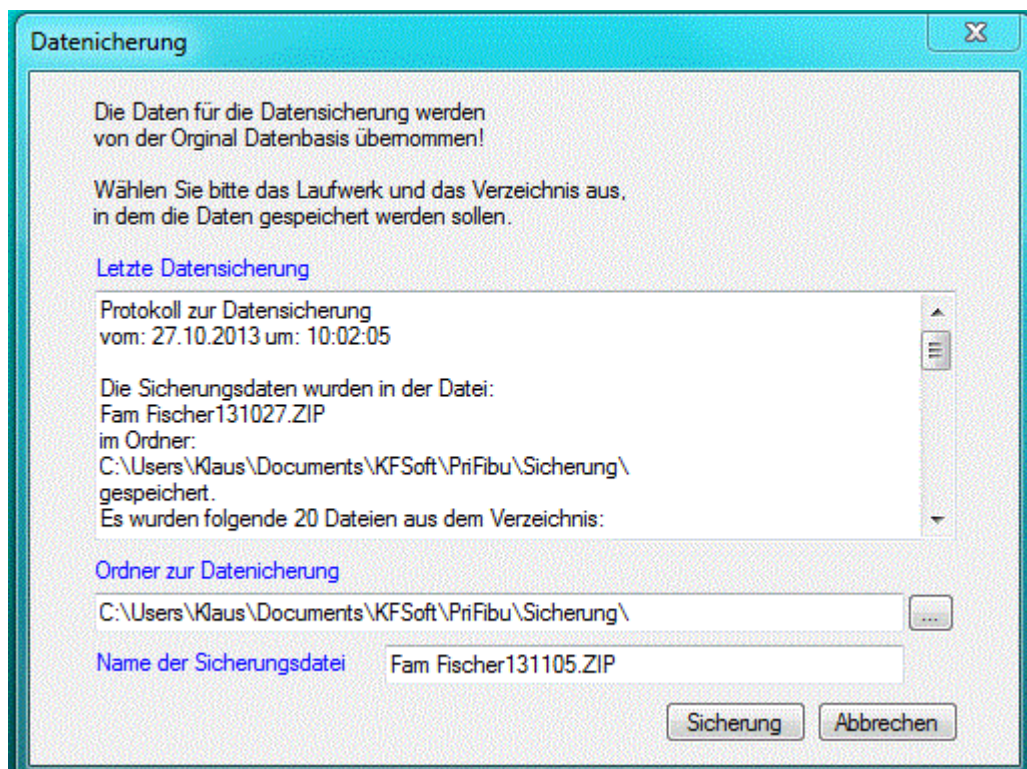 Datenicherung
Die Daten für die Datensicherung werden
von der Orginal Datenbasis übernommen!
Wählen Sie bitte das Laufwerk und das Verzeichnis aus,
in dem die Daten gespeichert werden sollen.
Letzte Datensicherung
Protokoll zur Datensicherung
vom: 27.10.2013 um: 10:02:05
Die Sicherungsdaten wurden in der Datei:
Fam Fischer131027.ZIP
im Ordner:
C:\Users\Klaus\Documents\KFSoft\PriFibu\Sicherung\
gespeichert.
Es wurden folgende 20 Dateien aus dem Verzeichnis:
Ordner zur Datenicherung
C:\Users\Klaus\Documents\KFSoft\PriFibu\Sicherung\
...
Name der Sicherungsdatei Fam Fischer131105.ZIP
Sicherung Abbrechen